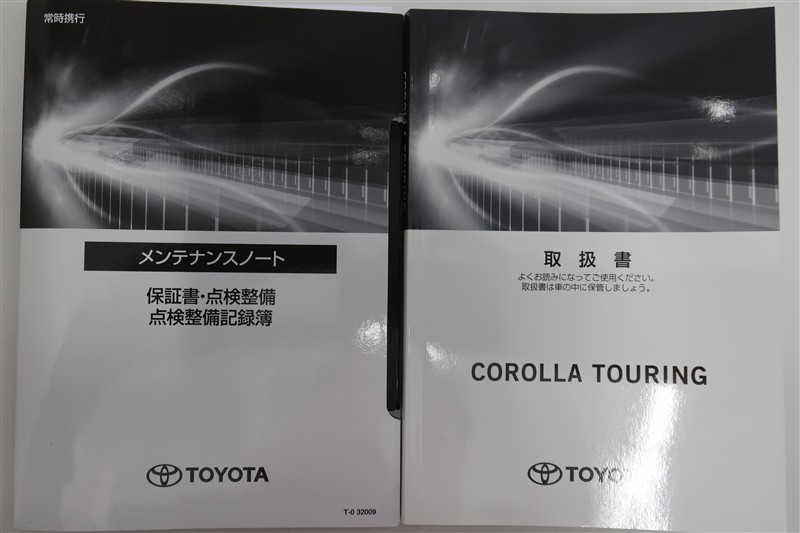 常時携行
メンテナンスノート
保証書・点検整備
点検整備記録簿
TOYOTA
T-0 32009
COROLLA TOURING
取扱書
よくお読みになってご使用ください。
取扱書は車の中に保管しましょう。
COROLLA TOURING
TOYOTA